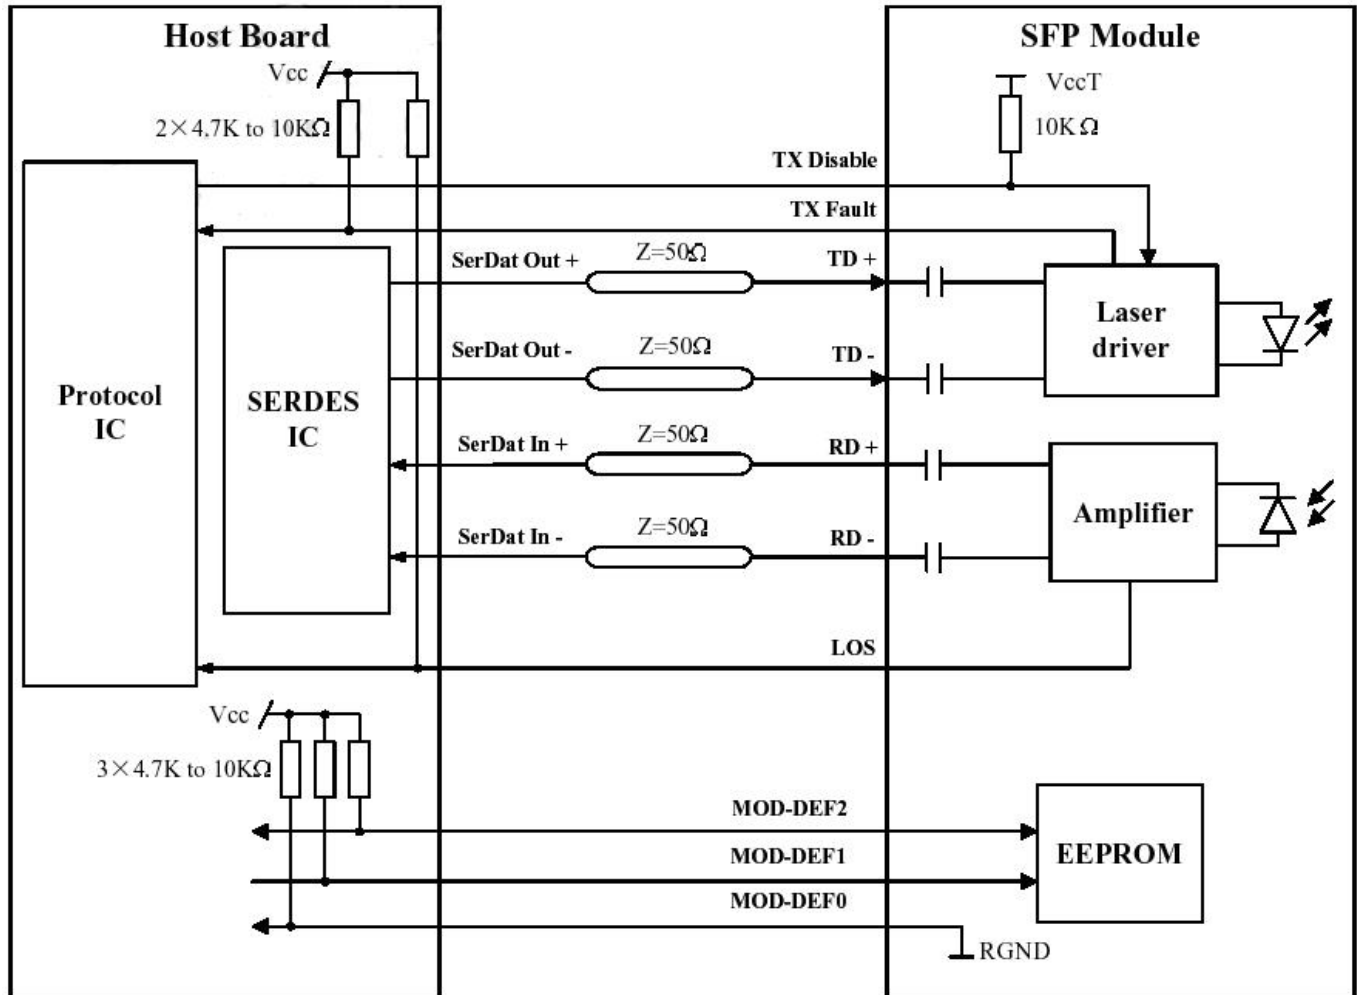 Host Board
SFP Module
Vcc
VccT
2×4.7K to 10KΩ
10KΩ
TX Disable
TX Fault
SerDat Out +
Z=50Ω
TD +
Laser
driver
SerDat Out -
Z=50Ω
TD -
Protocol
IC
SERDES
IC
SerDat In +
Z=50Ω
RD +
Amplifier
SerDat In -
Z=50Ω
RD -
LOS
Vcc
3×4.7K to 10KΩ
MOD-DEF2
MOD-DEF1
EEPROM
MOD-DEF0
RGND